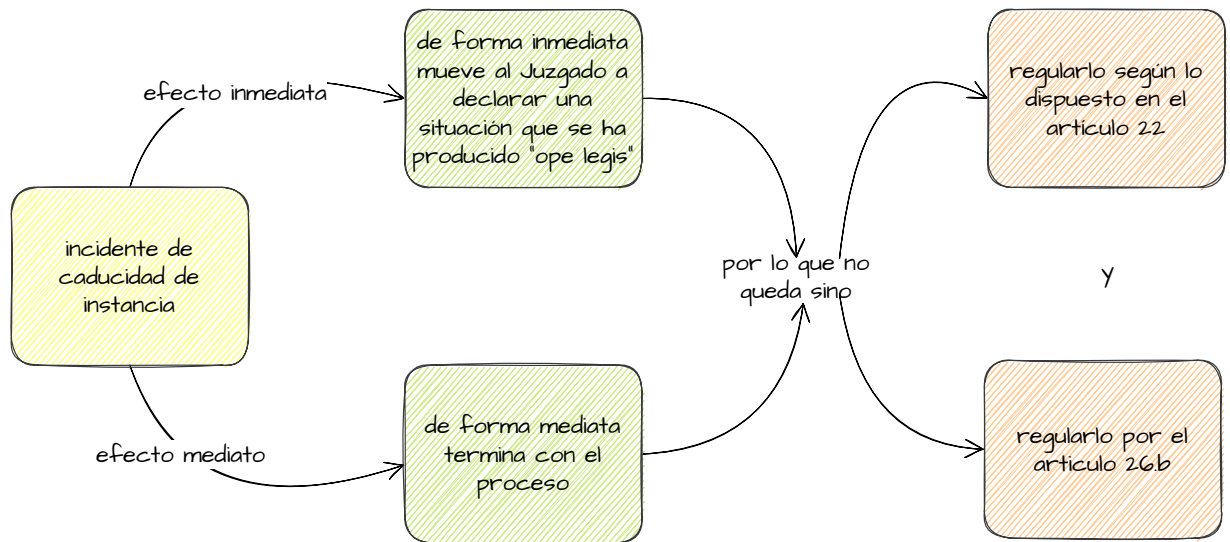 efecto inmediata
de forma inmediata
mueve al Juzgado a
declarar una
situación que se ha
producido "ope legis"
regularlo según lo
dispuesto en el
artículo 22
incidente de
caducidad de
instancia
por lo que no
queda sino
y
efecto mediato
de forma mediata
termina con el
proceso
regularlo por el
artículo 26.b